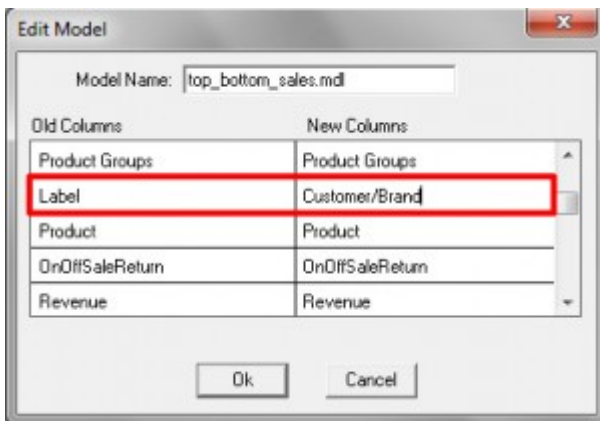 Edit Model
Model Name: top_bottom_sales.mdl
Old Columns New Columns
Product Groups Product Groups
Label Customer/Brand
Product Product
OnOffSaleReturn OnOffSaleReturn
Revenue Revenue
Ok Cancel